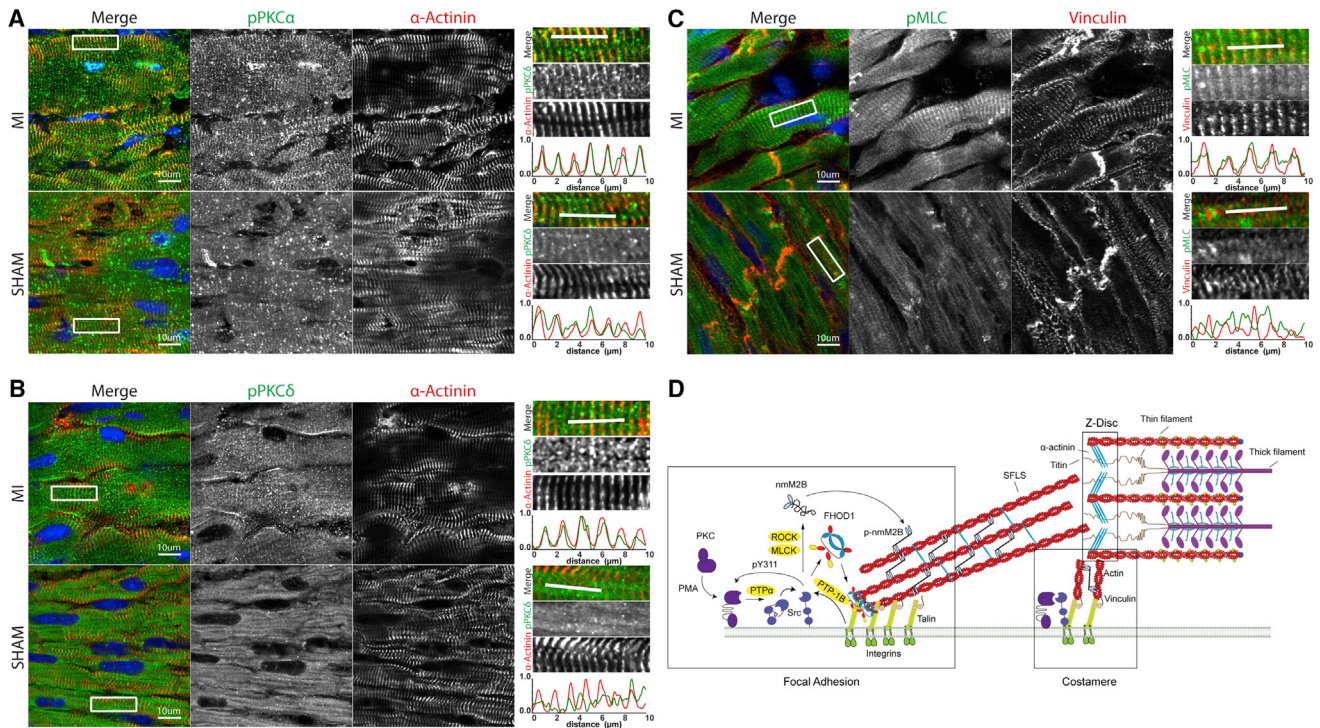 A
Merge pPKCα α-Actinin
MI
10um
Merge
pPKCδ
α-Actinin
1.0
0.0
0 2 4 6 8 10
distance (μm)
SHAM
10um
Merge
pPKCδ
α-Actinin
1.0
0.0
0 2 4 6 8 10
distance (μm)
B
Merge pPKCδ α-Actinin
MI
10um
Merge
pPKCδ
α-Actinin
1.0
0.0
0 2 4 6 8 10
distance (μm)
SHAM
10um
Merge
pPKCδ
α-Actinin
1.0
0.0
0 2 4 6 8 10
distance (μm)
C
Merge pMLC Vinculin
MI
10um
Merge
pMLC
Vinculin
1.0
0.0
0 2 4 6 8 10
distance (μm)
SHAM
10um
Merge
pMLC
Vinculin
1.0
0.0
0 2 4 6 8 10
distance (μm)
D
Z-Disc
Thin filament
α-actinin
Titin
Thick filament
SFLS
nmM2B
FHOD1
p-nmM2B
ROCK
MLCK
PKC
pY311
PMA
PTPα
Src
PTP-1B
Talin
Integrins
Actin
Vinculin
Focal Adhesion
Costamere